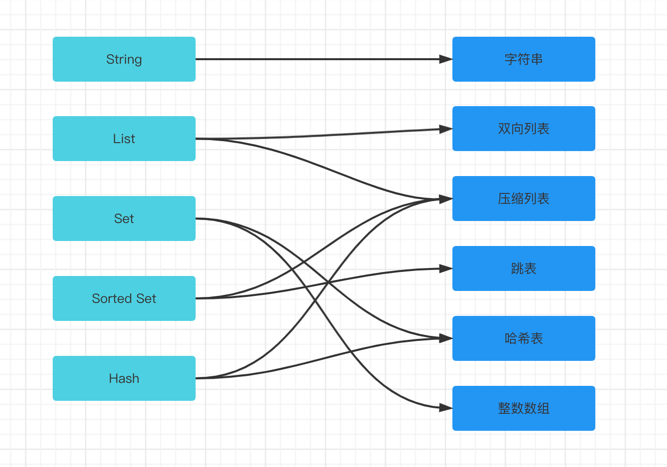 String
字符串
List
双向列表
压缩列表
Set
跳表
Sorted Set
哈希表
Hash
整数数组